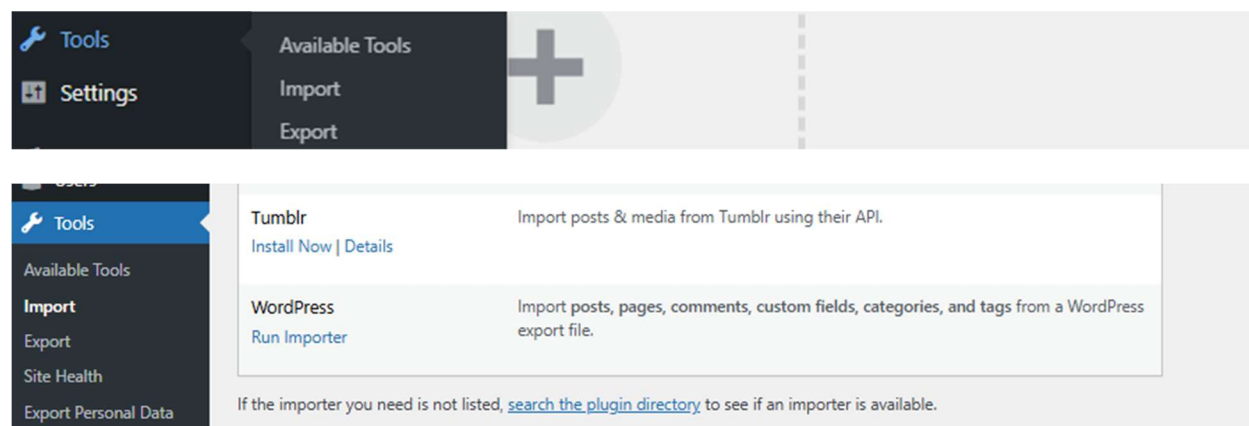 Tools
Available Tools
Import
Settings
Export
Users
Tumblr
Import posts & media from Tumblr using their API.
Tools
Install Now | Details
Available Tools
Import
WordPress
Import posts, pages, comments, custom fields, categories, and tags from a WordPress
export file.
Run Importer
Export
Site Health
Export Personal Data
If the importer you need is not listed, search the plugin directory to see if an importer is available.